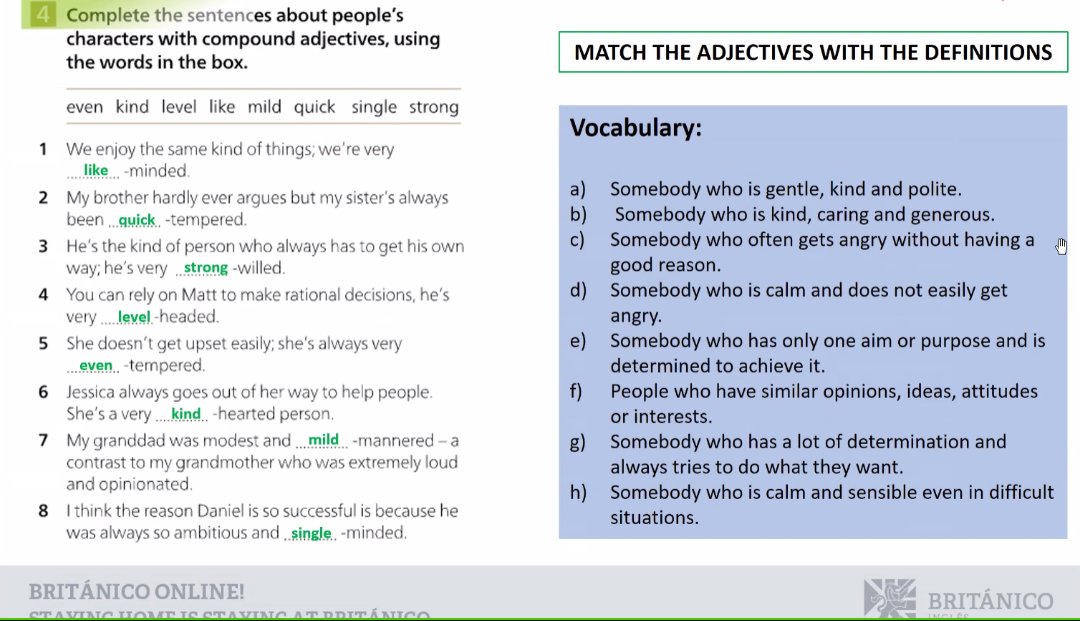 4 Complete the sentences about people's
characters with compound adjectives, using
the words in the box.
even kind level like mild quick single strong
1 We enjoy the same kind of things; we're very
like -minded.
2 My brother hardly ever argues but my sister's always
been quick -tempered.
3 He's the kind of person who always has to get his own
way; he's very strong -willed.
4 You can rely on Matt to make rational decisions, he's
very level -headed.
5 She doesn't get upset easily; she's always very
even -tempered.
6 Jessica always goes out of her way to help people.
She's a very kind -hearted person.
7 My granddad was modest and mild -mannered – a
contrast to my grandmother who was extremely loud
and opinionated.
8 I think the reason Daniel is so successful is because he
was always so ambitious and single -minded.
MATCH THE ADJECTIVES WITH THE DEFINITIONS
Vocabulary:
a) Somebody who is gentle, kind and polite.
b) Somebody who is kind, caring and generous.
c) Somebody who often gets angry without having a
good reason.
d) Somebody who is calm and does not easily get
angry.
e) Somebody who has only one aim or purpose and is
determined to achieve it.
f) People who have similar opinions, ideas, attitudes
or interests.
g) Somebody who has a lot of determination and
always tries to do what they want.
h) Somebody who is calm and sensible even in difficult
situations.
BRITÁNICO ONLINE!
STAYING HOME IS STAYING AT BRITÁNICO
BRITÁNICO
INGLÉS